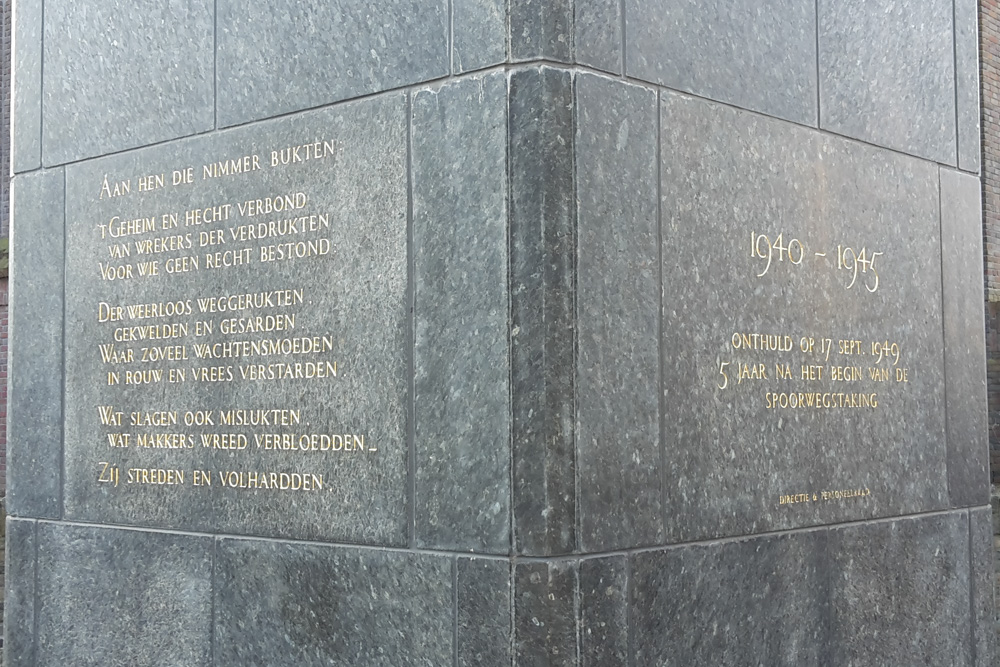 AAN HEN DIE NIMMER BUKTEN:
'T GEHEIM EN HECHT VERBOND
VAN WREKERS DER VERDRUKTEN
VOOR WIE GEEN RECHT BESTOND:
DER WEERLOOS WEGGERUKTEN,
GEKWELDEN EN GESARDEN,
WAAR ZOVEEL WACHTENSMOEDEN
IN ROUW EN VREES VERSTARDEN.
WAT SLAGEN OOK MISLUKTEN,
WAT MAKKERS WREED VERBLOEDDEN_
ZIJ STREDEN EN VOLHARDDEN.
1940 ~ 1945
ONTHULD OP 17 SEPT. 1949
5 JAAR NA HET BEGIN VAN DE
SPOORWEGSTAKING
DIRECTIE & PERSONEELRAAD